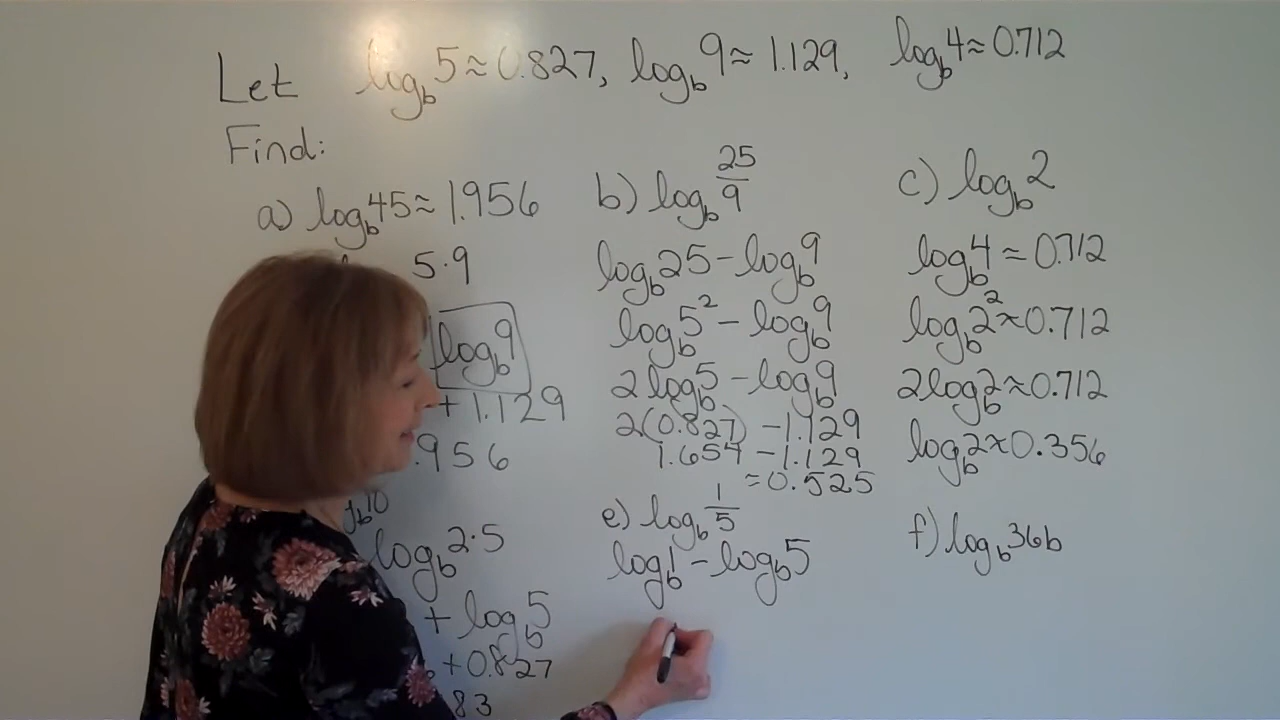 Let log_b 5 ≈ 0.827, log_b 9 ≈ 1.129, log_b 4 ≈ 0.712
Find:
a) log_b 45 ≈ 1.956
5·9
log_b 9
+ 1.129
.956
b) log_b 25/9
log_b 25 - log_b 9
log_b 5² - log_b 9
2 log_b 5 - log_b 9
2(0.827) - 1.129
1.654 - 1.129
≈ 0.525
c) log_b 2
log_b 4 ≈ 0.712
log_b 2² ≈ 0.712
2 log_b 2 ≈ 0.712
log_b 2 ≈ 0.356
b 10
log_b 2·5
+ log_b 5
+ 0.827
83
e) log_b 1/5
log_b 1 - log_b 5
f) log_b 36b